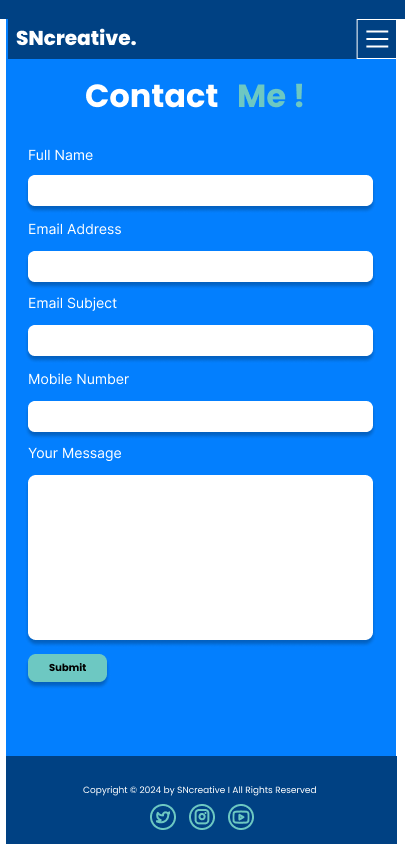 SNcreative.
Contact Me !
Full Name
Email Address
Email Subject
Mobile Number
Your Message
Submit
Copyright © 2024 by SNcreative I All Rights Reserved